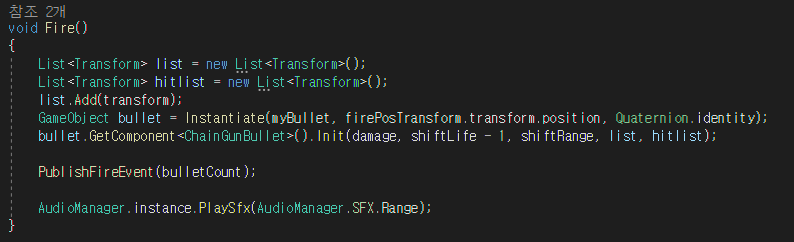 참조 2개
void Fire()
{
List<Transform> list = new List<Transform>();
List<Transform> hitlist = new List<Transform>();
list.Add(transform);
GameObject bullet = Instantiate(myBullet, firePosTransform.transform.position, Quaternion.identity);
bullet.GetComponent<ChainGunBullet>().Init(damage, shiftLife - 1, shiftRange, list, hitlist);
PublishFireEvent(bulletCount);
AudioManager.instance.PlaySfx(AudioManager.SFX.Range);
}